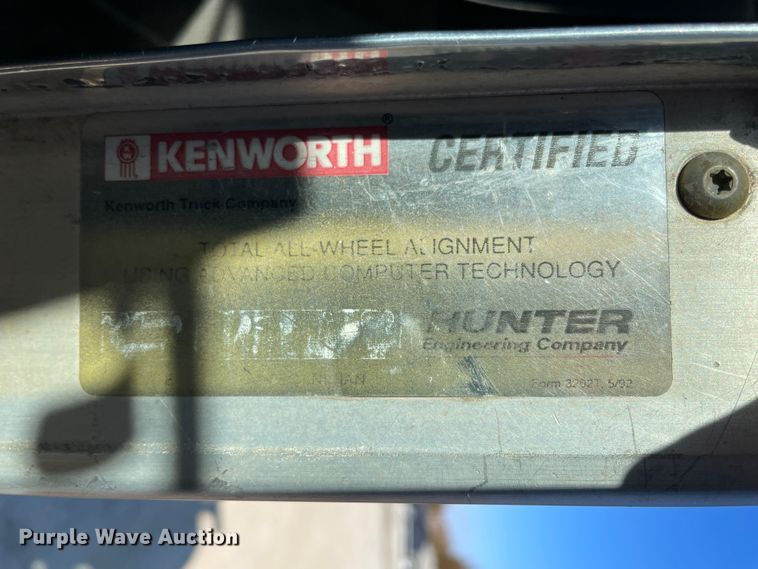 KENWORTH® CERTIFIED
Kenworth Truck Company
TOTAL ALL-WHEEL ALIGNMENT
USING ADVANCED COMPUTER TECHNOLOGY
HUNTER
Engineering Company
Form 3202T, 5/92
Purple Wave Auction